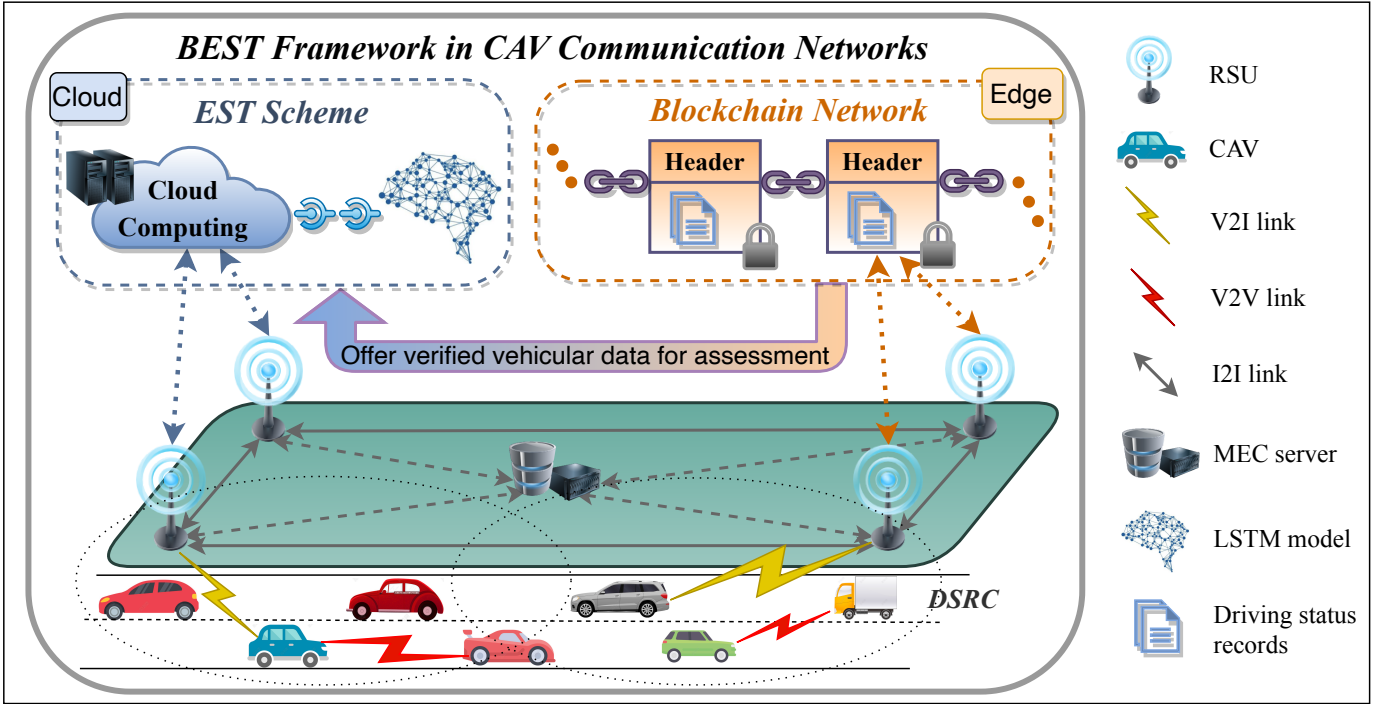 BEST Framework in CAV Communication Networks
Cloud
EST Scheme
Cloud
Computing
Blockchain Network
Edge
Header
Header
Offer verified vehicular data for assessment
DSRC
RSU
CAV
V2I link
V2V link
I2I link
MEC server
LSTM model
Driving status
records